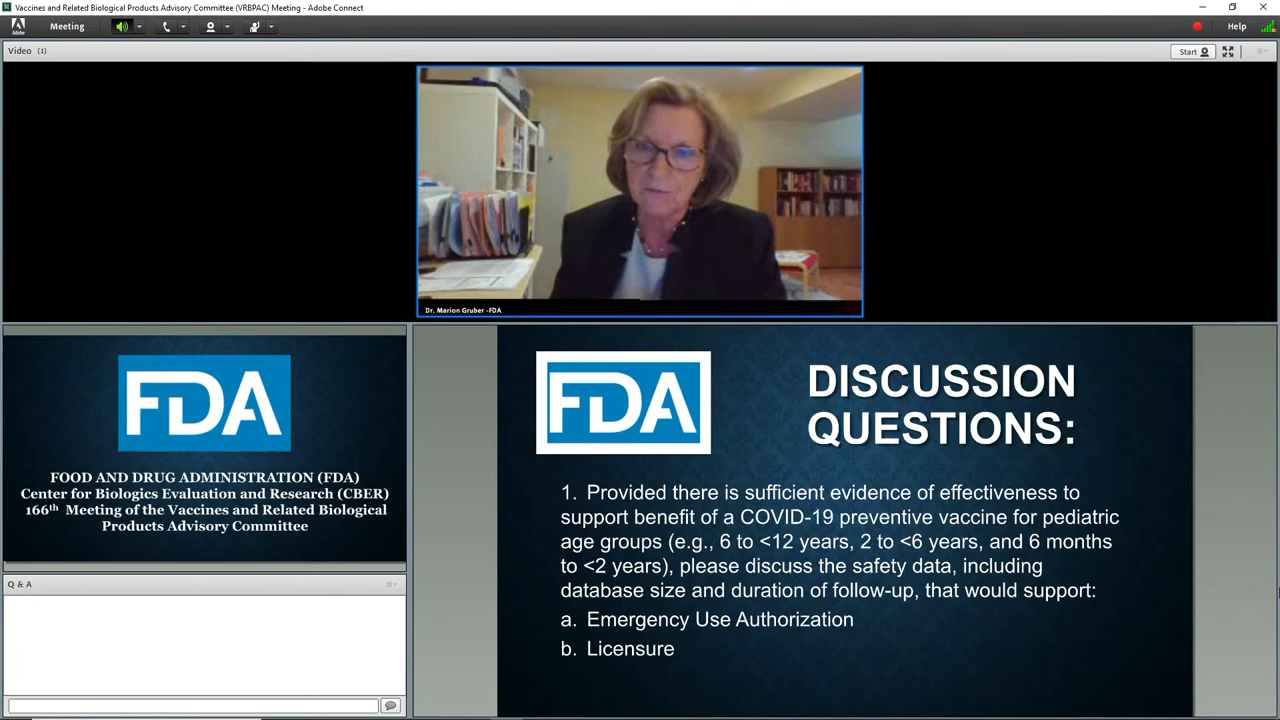 Vaccines and Related Biological Products Advisory Committee (VRBPAC) Meeting - Adobe Connect
Adobe
Meeting
Help
Video (1)
Start
Dr. Marion Gruber -FDA
FDA
FOOD AND DRUG ADMINISTRATION (FDA)
Center for Biologics Evaluation and Research (CBER)
166th Meeting of the Vaccines and Related Biological
Products Advisory Committee
Q & A
FDA
DISCUSSION
QUESTIONS:
1. Provided there is sufficient evidence of effectiveness to
support benefit of a COVID-19 preventive vaccine for pediatric
age groups (e.g., 6 to <12 years, 2 to <6 years, and 6 months
to <2 years), please discuss the safety data, including
database size and duration of follow-up, that would support:
a. Emergency Use Authorization
b. Licensure